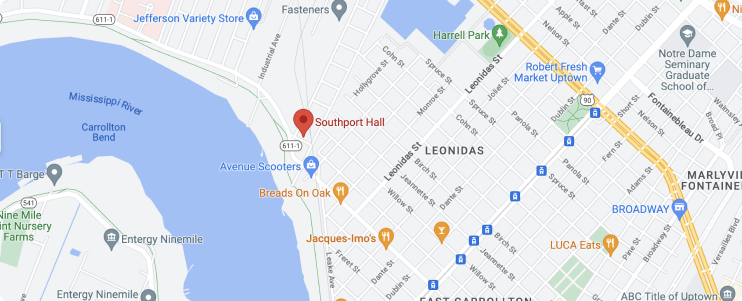 Jefferson Variety Store
Fasteners
Apple St
Dante St
Dublin St
Nelson St
Harrell Park
611-1
Industrial Ave
Cohn St
Hollygrove St
Spruce St
Leonidas St
Notre Dame
Seminary
Graduate
School of...
Robert Fresh
Market Uptown
Joliet St
Monroe St
90
Dublin St
Short St
Fontainebleau Dr
Walmsley
Broad Pl
Nelson St
Mississippi River
Carrollton
Bend
Southport Hall
Spruce St
Panola St
Cohn St
611-1
LEONIDAS
Leonidas St
Avenue Scooters
Birch St
Jeannette St
Dante St
Willow St
Panola St
Spruce St
Fern St
Adams St
MARLYVI
FONTAINE
T T Barge
541
Breads On Oak
BROADWAY
Nine Mile
int Nursery
Farms
Entergy Ninemile
Jacques-Imo's
Birch St
LUCA Eats
Pine St
Broadway St
Versailles Blvd
Leake Ave
Freret St
Dante St
Dublin St
Jeannette St
Willow St
Entergy Ninemile
EAST CARROLLTON
ABC Title of Uptown
Ni